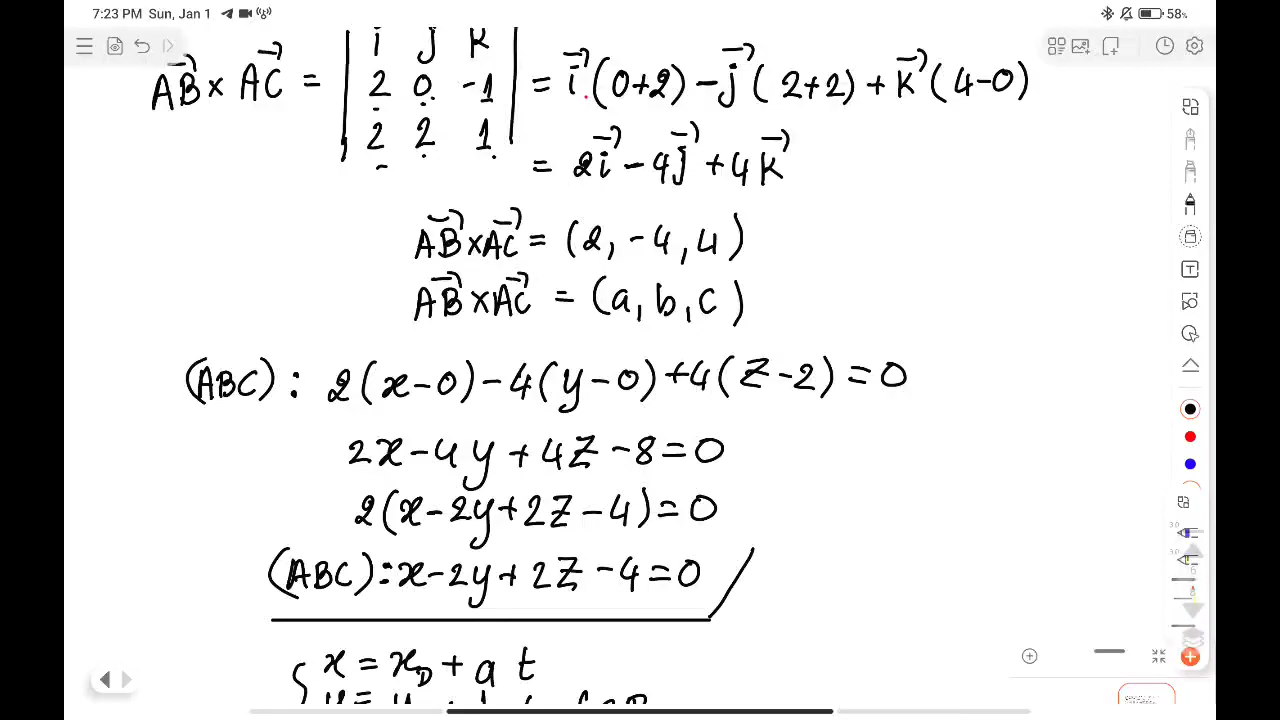 7:23 PM Sun, Jan 1 58%
i j k
AB × AC = | 2 0 -1 | = i (0+2) - j (2+2) + k (4-0)
2 2 1
= 2i - 4j + 4k
AB × AC = (2, -4, 4)
AB × AC = (a, b, c)
(ABC) : 2(x-0) - 4(y-0) + 4(z-2) = 0
2x - 4y + 4z - 8 = 0
2(x - 2y + 2z - 4) = 0
(ABC) : x - 2y + 2z - 4 = 0
x = x_D + a t